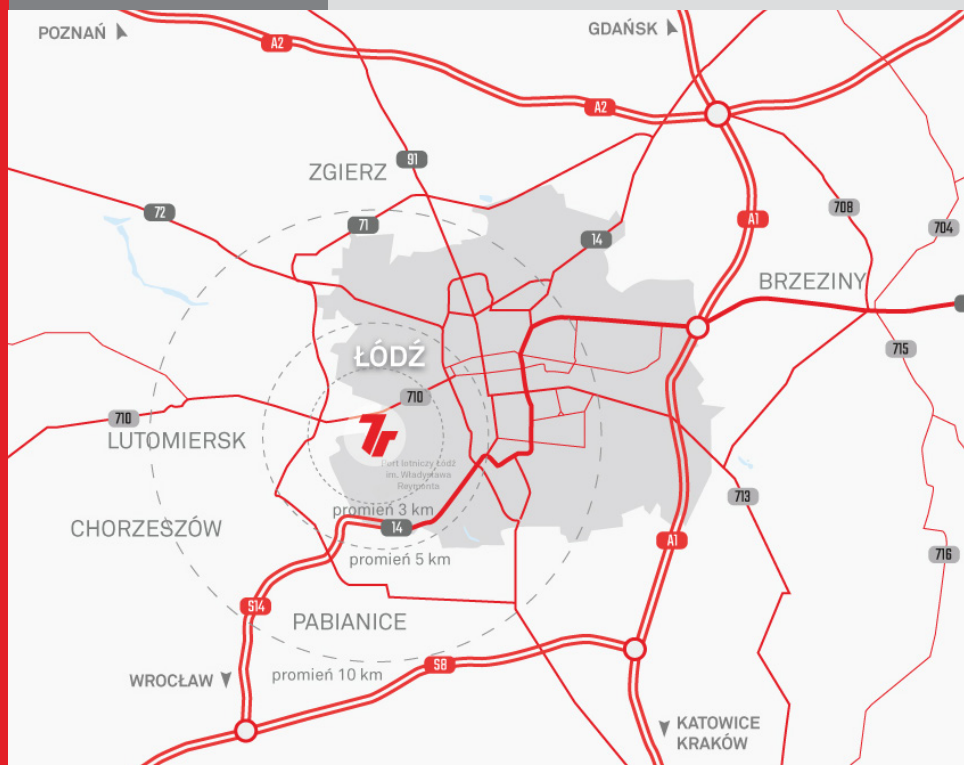 POZNAŃ
GDAŃSK
A2
A2
ZGIERZ
91
72
71
14
A1
708
704
BRZEZINY
715
ŁÓDŹ
710
710
LUTOMIERSK
7r
Port lotniczy Łódź
im. Władysława
Reymonta
promień 3 km
14
713
CHORZESZÓW
A1
716
promień 5 km
S14
PABIANICE
S8
promień 10 km
WROCŁAW
KATOWICE
KRAKÓW